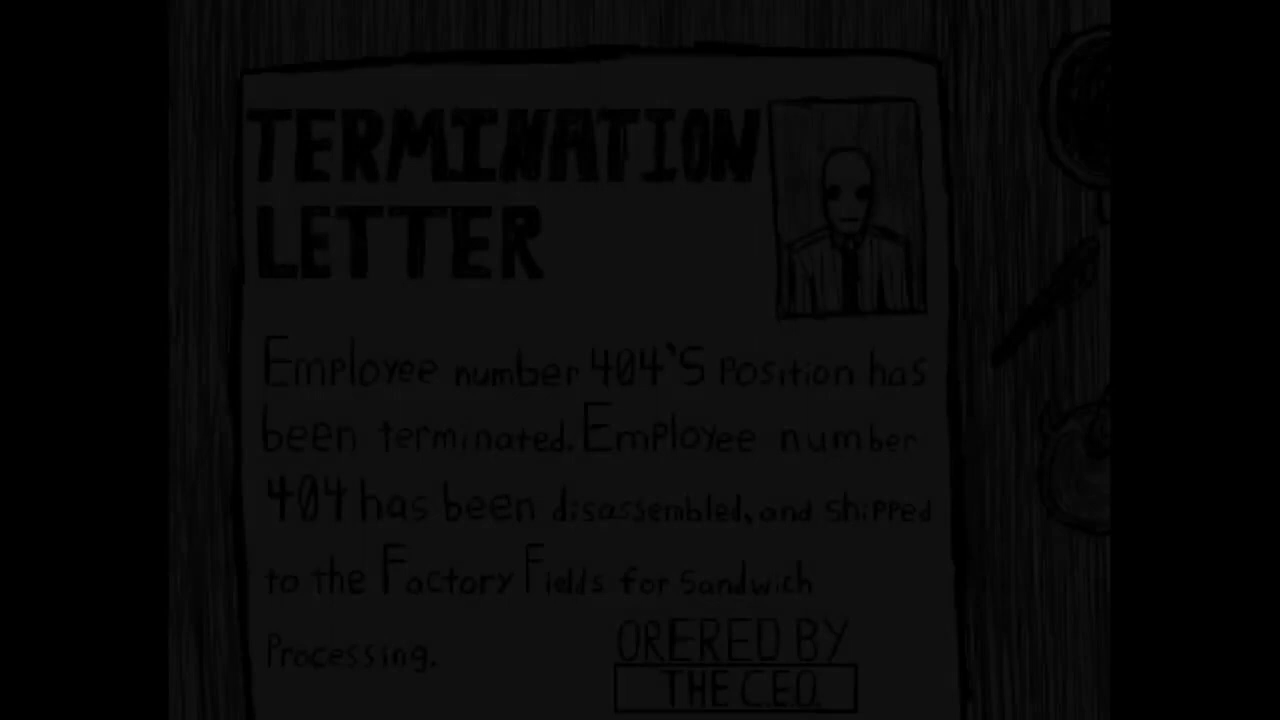 TERMINATION
LETTER
Employee number 404'S Position has
been terminated. Employee number
404 has been disassembled, and shipped
to the Factory Fields for Sandwich
Processing.
ORERED BY
THE C.E.O.